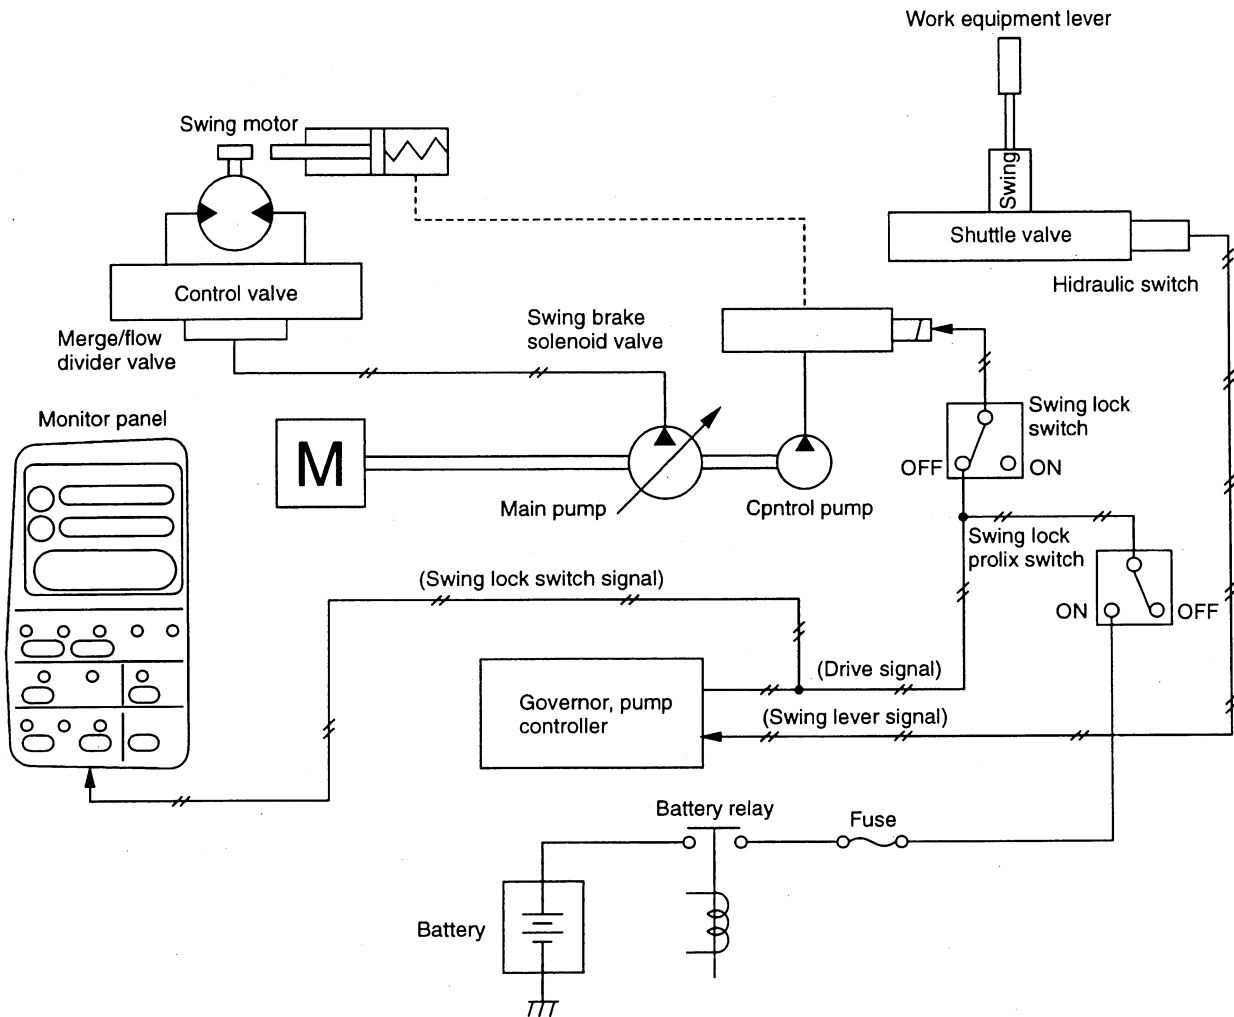 Work equipment lever
Swing motor
Swing
Shuttle valve
Hidraulic switch
Control valve
Merge/flow
divider valve
Swing brake
solenoid valve
Monitor panel
M
Main pump
Cpntrol pump
Swing lock
switch
OFF
ON
Swing lock
prolix switch
ON
OFF
(Swing lock switch signal)
(Drive signal)
Governor, pump
controller
(Swing lever signal)
Battery relay
Fuse
Battery